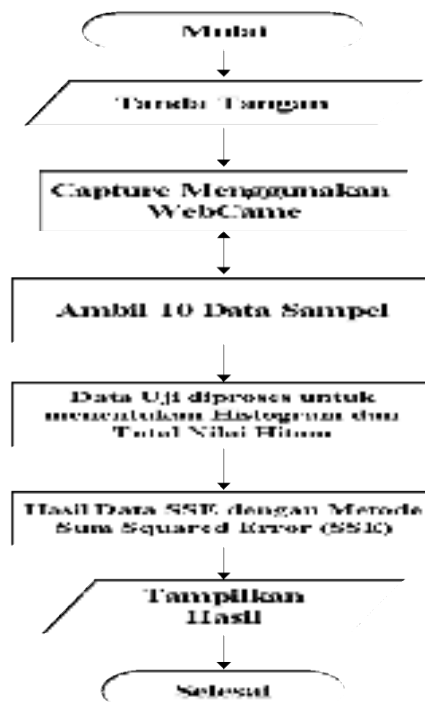 Mulai
Tanda Tangan
Capture Menggunakan
WebCame
Ambil 10 Data Sampel
Data Uji diproses untuk
menentukan Histogram dan
Total Nilai Hitam
Hasil Data SSE dengan Metode
Sum Squared Error (SSE)
Tampilkan
Hasil
Selesai